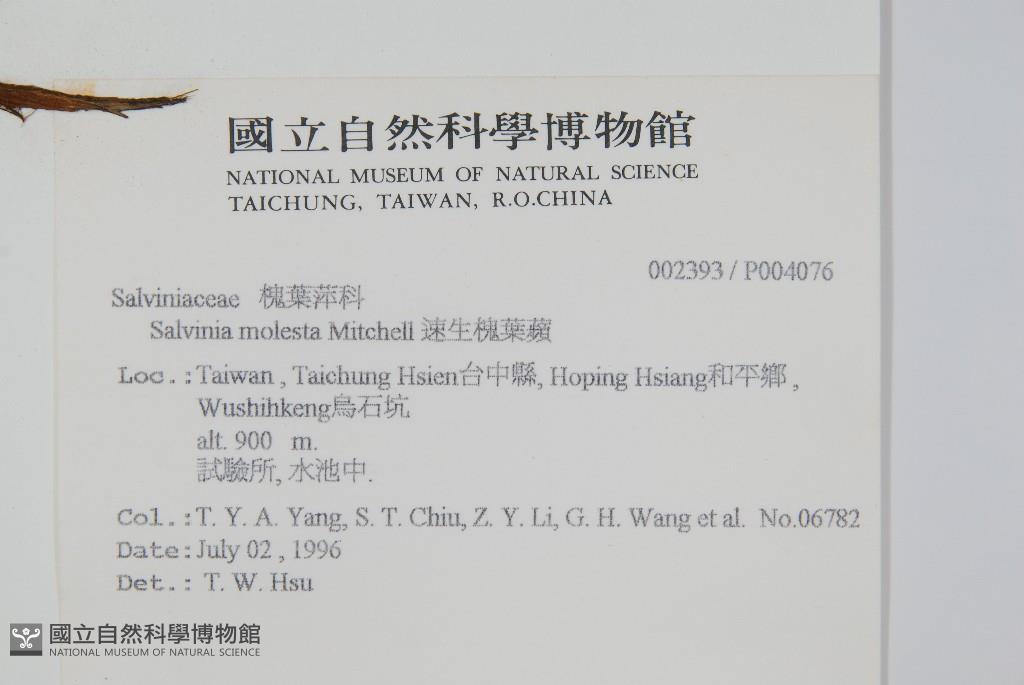 國立自然科學博物館
NATIONAL MUSEUM OF NATURAL SCIENCE
TAICHUNG, TAIWAN, R.O.CHINA
002393 / P004076
Salviniaceae 槐葉萍科
Salvinia molesta Mitchell 速生槐葉蘋
Loc.:Taiwan , Taichung Hsien台中縣, Hoping Hsiang和平鄉 ,
Wushihkeng烏石坑
alt. 900 m.
試驗所, 水池中.
Col.:T. Y. A. Yang, S. T. Chiu, Z. Y. Li, G. H. Wang et al. No.06782
Date:July 02 , 1996
Det.: T. W. Hsu
國立自然科學博物館
NATIONAL MUSEUM OF NATURAL SCIENCE